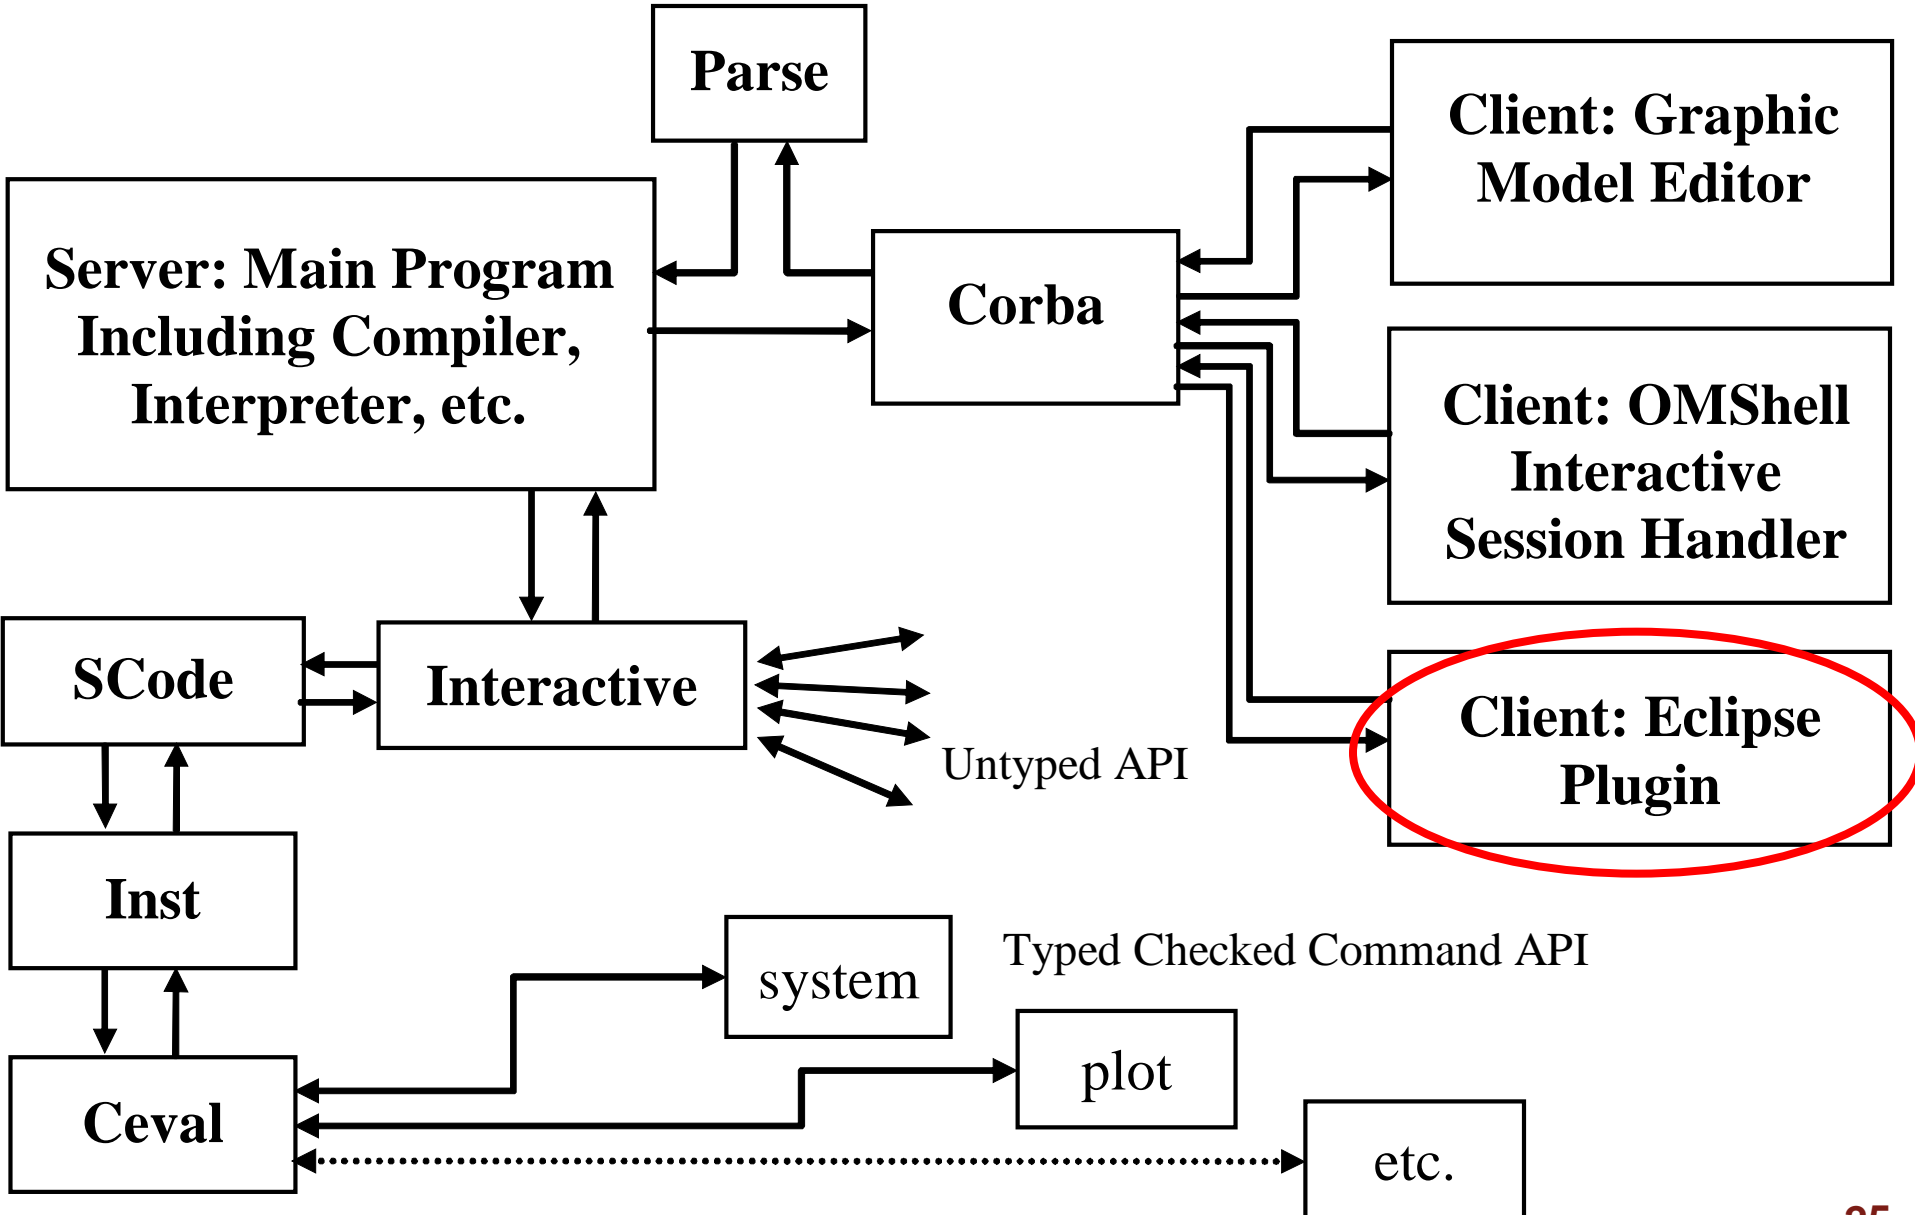 Parse
Client: Graphic
Model Editor
Server: Main Program
Including Compiler,
Interpreter, etc.
Corba
Client: OMShell
Interactive
Session Handler
SCode
Interactive
Untyped API
Client: Eclipse
Plugin
Inst
system
Typed Checked Command API
plot
Ceval
etc.